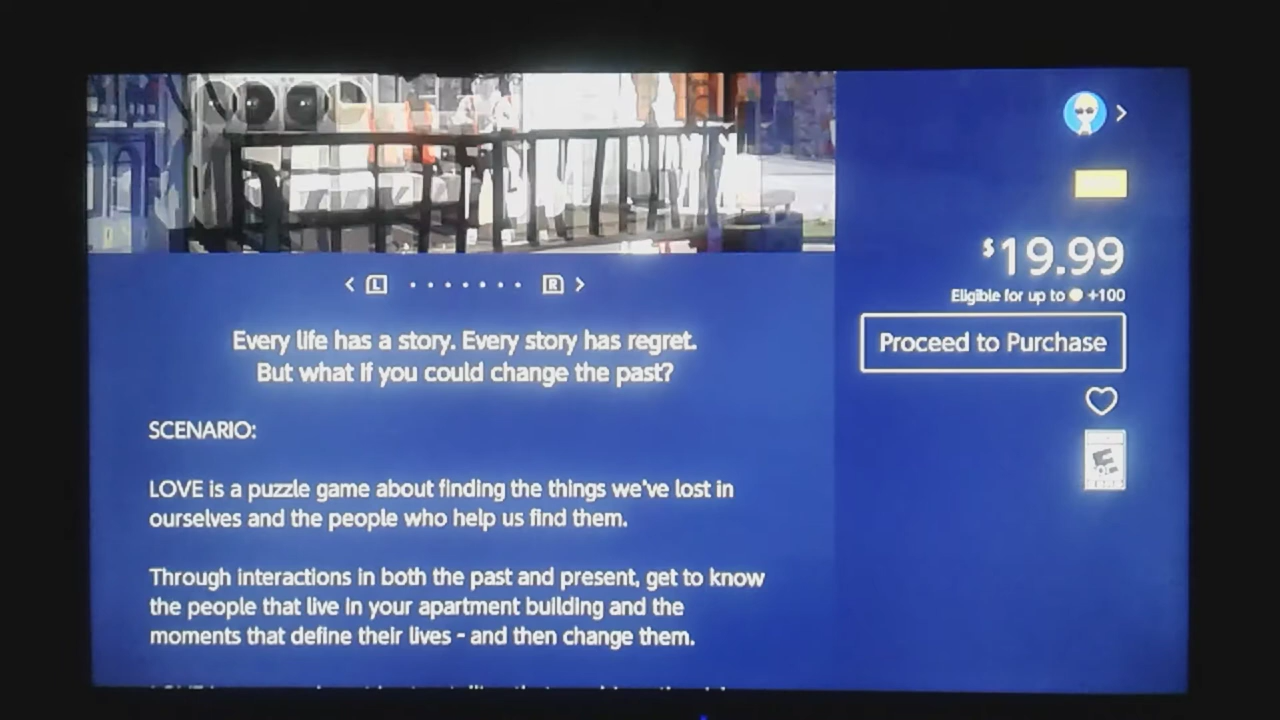 L R
Every life has a story. Every story has regret.
But what if you could change the past?
SCENARIO:
LOVE is a puzzle game about finding the things we've lost in
ourselves and the people who help us find them.
Through interactions in both the past and present, get to know
the people that live in your apartment building and the
moments that define their lives - and then change them.
$19.99
Eligible for up to +100
Proceed to Purchase